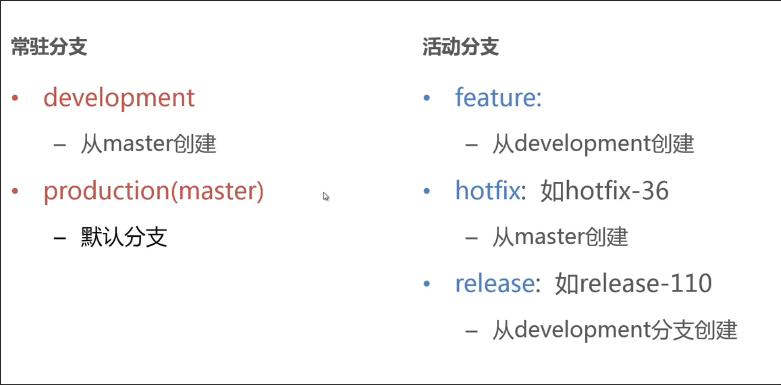 常驻分支
• development
– 从master创建
• production(master)
– 默认分支
活动分支
• feature:
– 从development创建
• hotfix: 如hotfix-36
– 从master创建
• release: 如release-110
– 从development分支创建